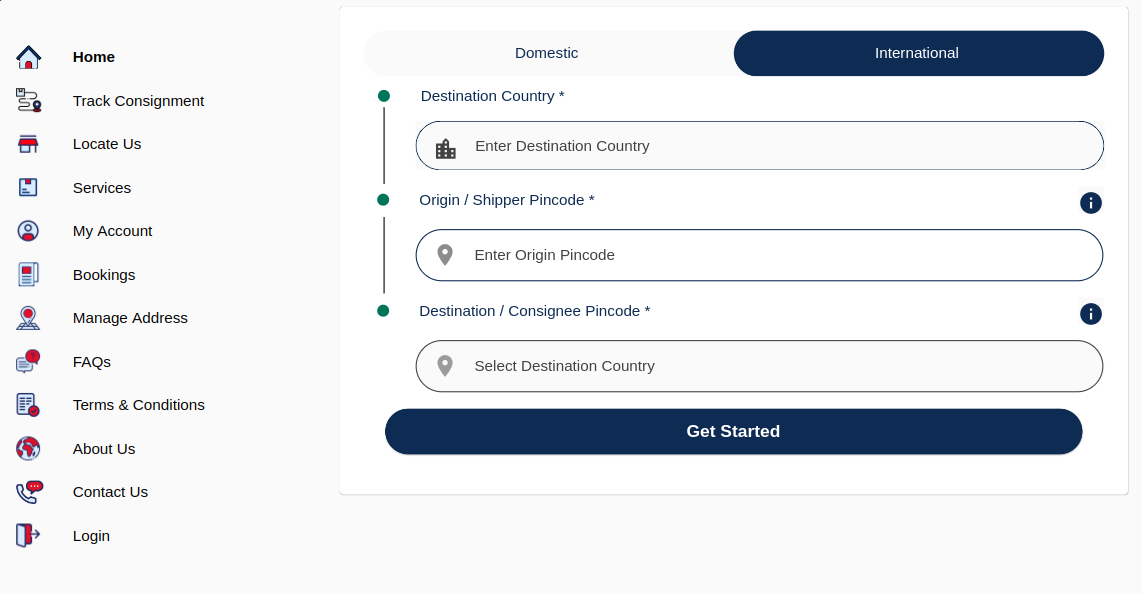 Home
Track Consignment
Locate Us
Services
My Account
Bookings
Manage Address
FAQs
Terms & Conditions
About Us
Contact Us
Login
Domestic
International
Destination Country *
Enter Destination Country
Origin / Shipper Pincode *
Enter Origin Pincode
Destination / Consignee Pincode *
Select Destination Country
Get Started